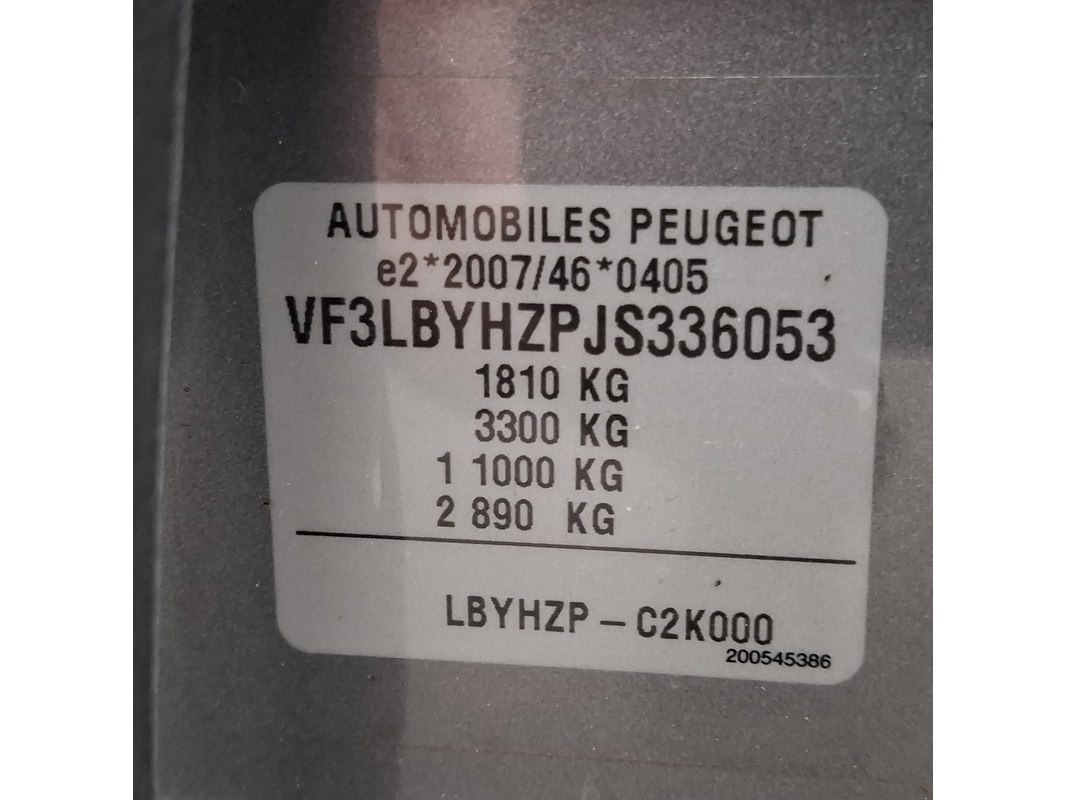 AUTOMOBILES PEUGEOT
e2*2007/46*0405
VF3LBYHZPJS336053
1810 KG
3300 KG
1 1000 KG
2 890 KG
LBYHZP – C2K000
200545386